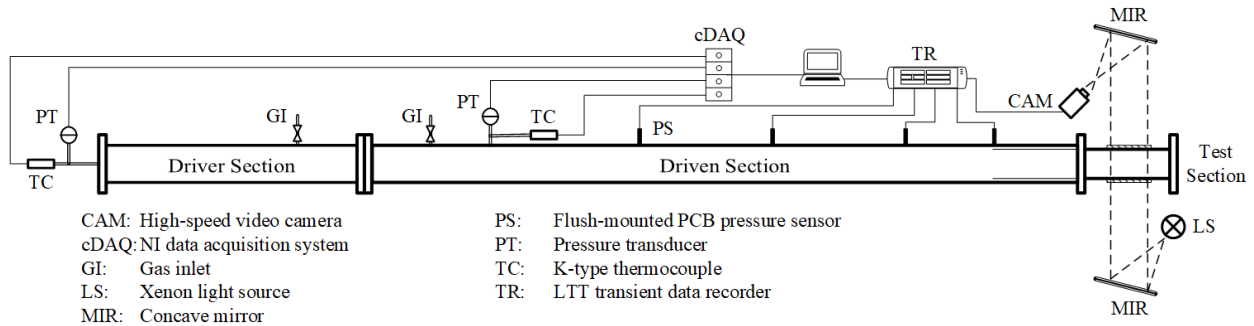 MIR
cDAQ
TR
PT
GI
GI
PT
TC
PS
CAM
TC
Driver Section
Driven Section
Test
Section
CAM: High-speed video camera
cDAQ: NI data acquisition system
GI: Gas inlet
LS: Xenon light source
MIR: Concave mirror
PS: Flush-mounted PCB pressure sensor
PT: Pressure transducer
TC: K-type thermocouple
TR: LTT transient data recorder
LS
MIR